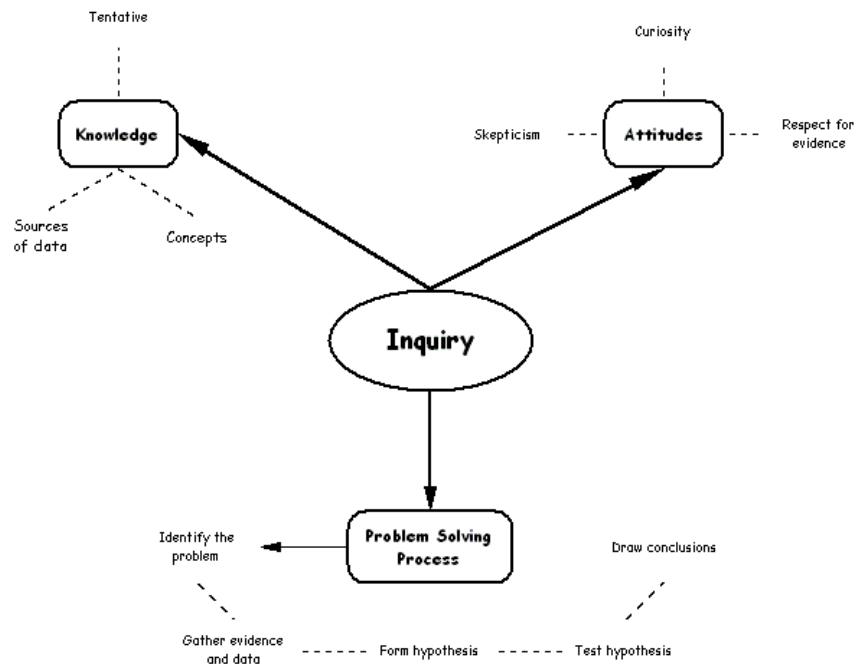 Tentative
Knowledge
Sources
of data
Concepts
Curiosity
Skepticism
Attitudes
Respect for
evidence
Inquiry
Problem Solving
Process
Identify the
problem
Gather evidence
and data
Form hypothesis
Test hypothesis
Draw conclusions